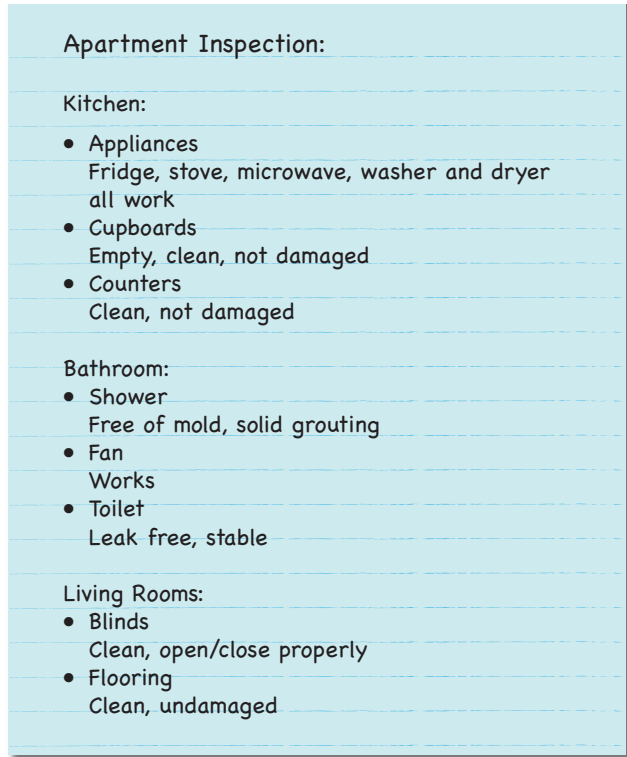 Apartment Inspection:
Kitchen:
• Appliances
Fridge, stove, microwave, washer and dryer
all work
• Cupboards
Empty, clean, not damaged
• Counters
Clean, not damaged
Bathroom:
• Shower
Free of mold, solid grouting
• Fan
Works
• Toilet
Leak free, stable
Living Rooms:
• Blinds
Clean, open/close properly
• Flooring
Clean, undamaged